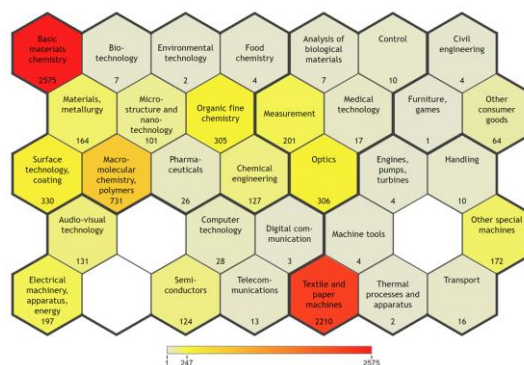 Basic
materials
chemistry
2575
Bio-
technology
7
Environmental
technology
2
Food
chemistry
4
Analysis of
biological
materials
7
Control
10
Civil
engineering
4
Materials,
metallurgy
164
Micro-
structure and
nano-
technology
101
Organic fine
chemistry
305
Measurement
201
Medical
technology
17
Furniture,
games
1
Other
consumer
goods
64
Surface
technology,
coating
330
Macro-
molecular
chemistry,
polymers
731
Pharma-
ceuticals
26
Chemical
engineering
127
Optics
306
Engines,
pumps,
turbines
4
Handling
10
Audio-visual
technology
131
Computer
technology
28
Digital com-
munication
3
Machine tools
4
Other special
machines
172
Electrical
machinery,
apparatus,
energy
197
Semi-
conductors
124
Telecom-
munications
13
Textile and
paper
machines
2210
Thermal
processes and
apparatus
2
Transport
16
1 247 2575